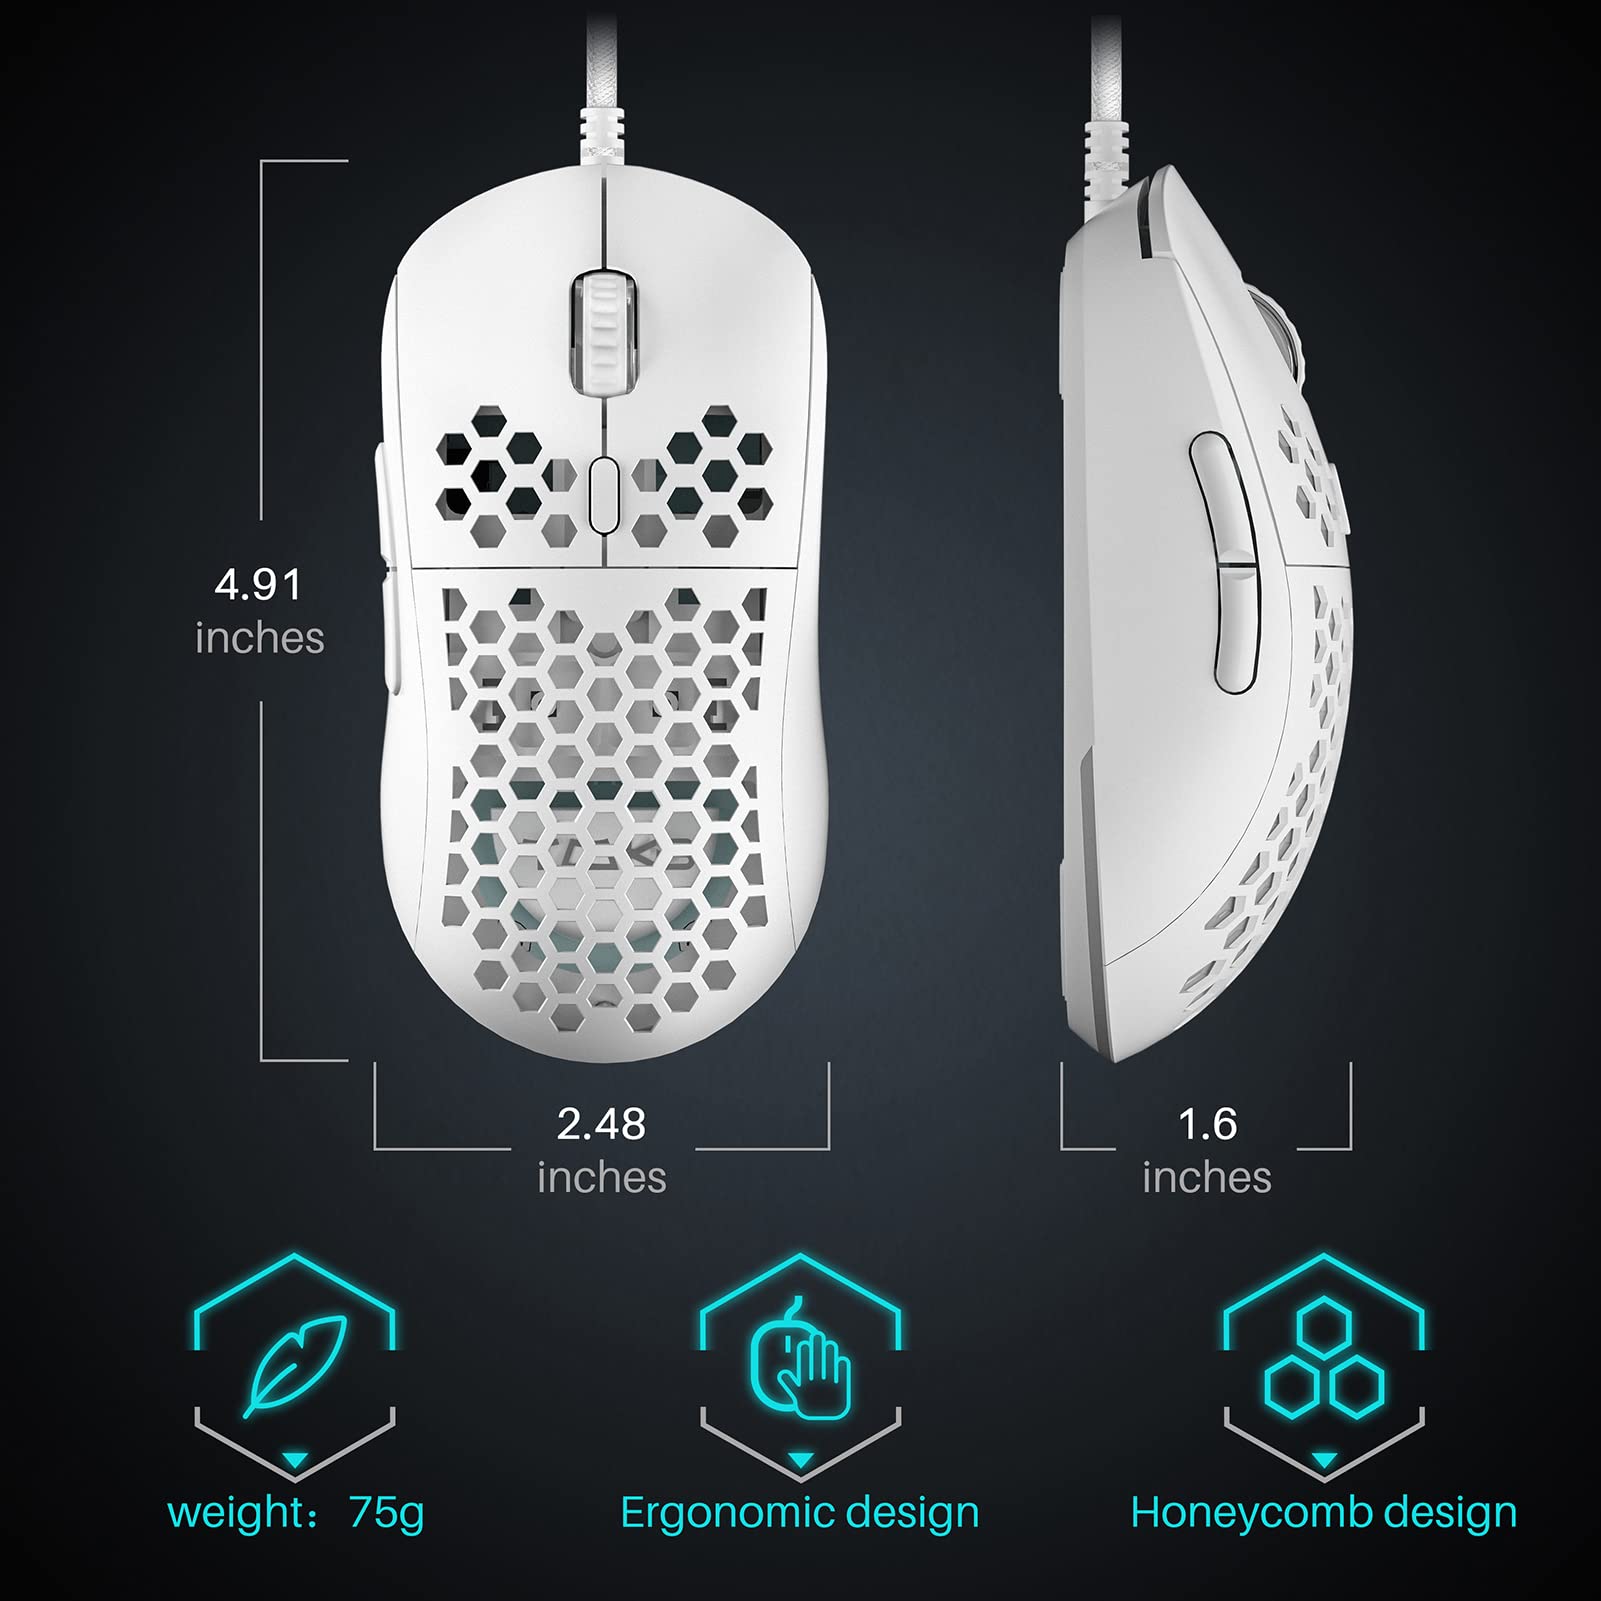 4.91
inches
2.48
inches
1.6
inches
weight: 75g
Ergonomic design
Honeycomb design